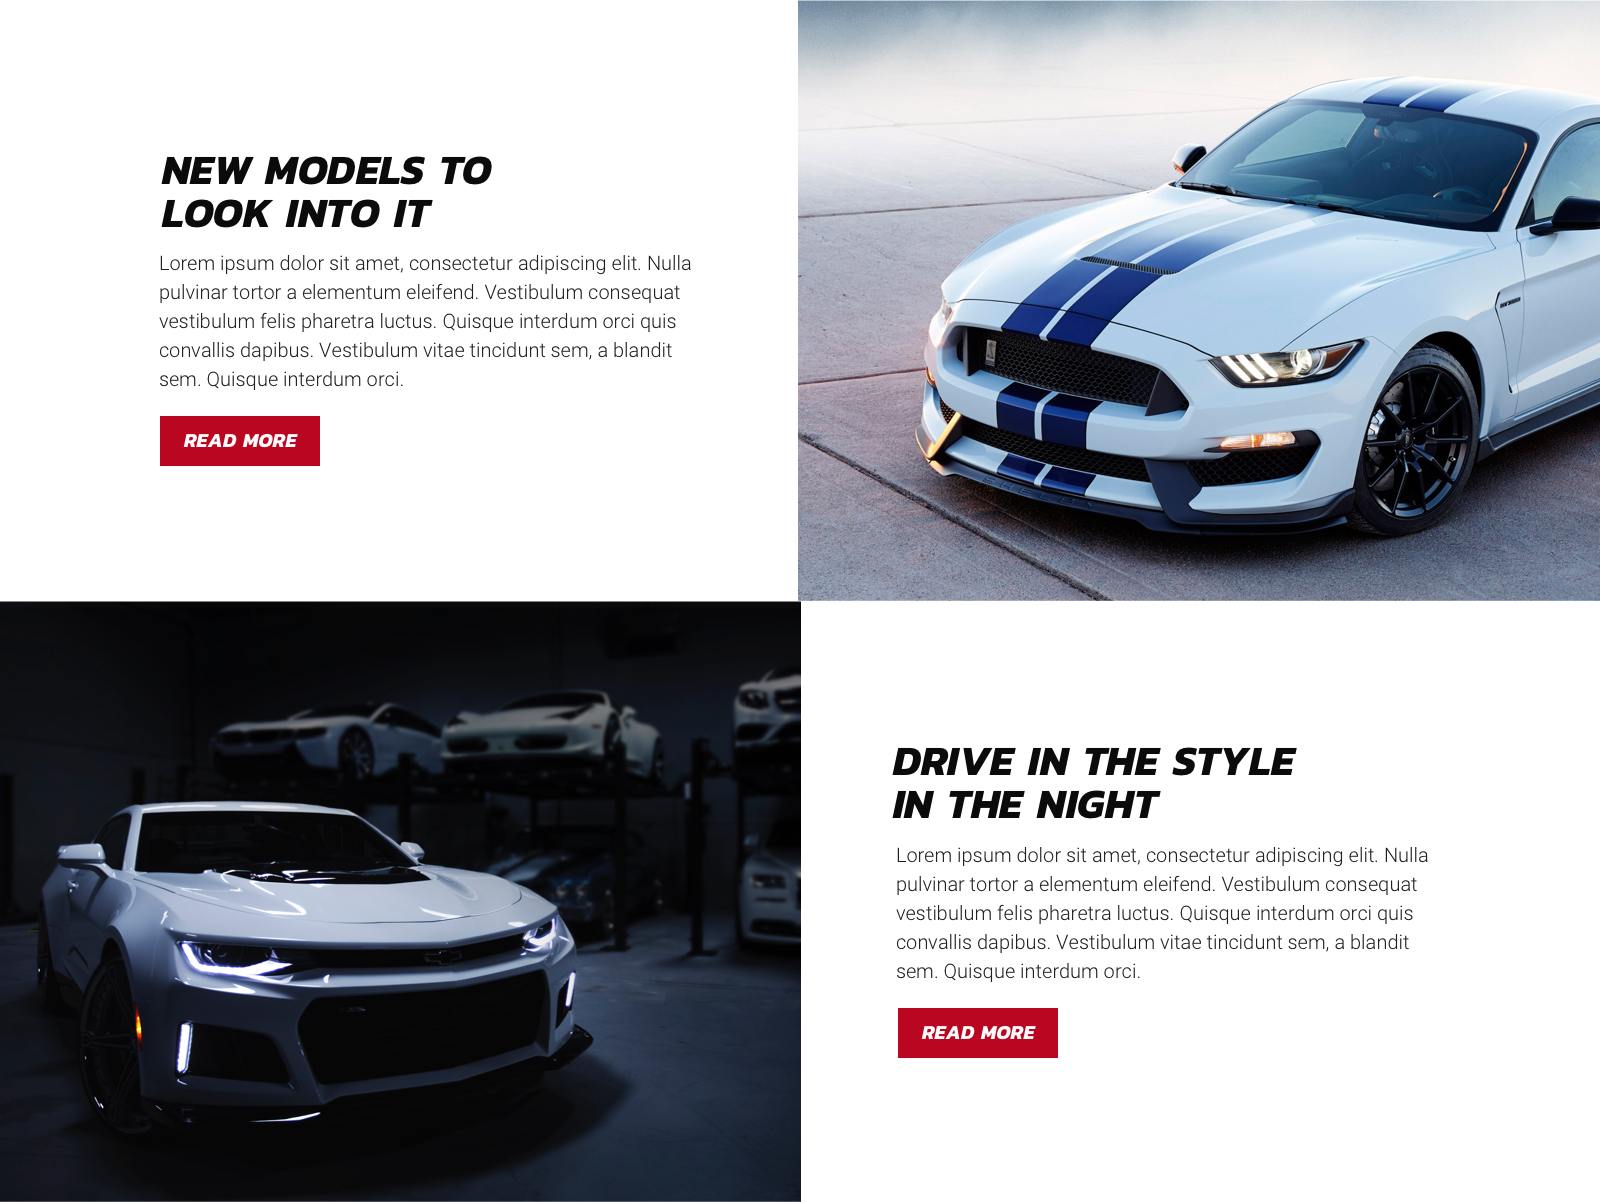 NEW MODELS TO
LOOK INTO IT
Lorem ipsum dolor sit amet, consectetur adipiscing elit. Nulla
pulvinar tortor a elementum eleifend. Vestibulum consequat
vestibulum felis pharetra luctus. Quisque interdum orci quis
convallis dapibus. Vestibulum vitae tincidunt sem, a blandit
sem. Quisque interdum orci.
READ MORE
DRIVE IN THE STYLE
IN THE NIGHT
Lorem ipsum dolor sit amet, consectetur adipiscing elit. Nulla
pulvinar tortor a elementum eleifend. Vestibulum consequat
vestibulum felis pharetra luctus. Quisque interdum orci quis
convallis dapibus. Vestibulum vitae tincidunt sem, a blandit
sem. Quisque interdum orci.
READ MORE